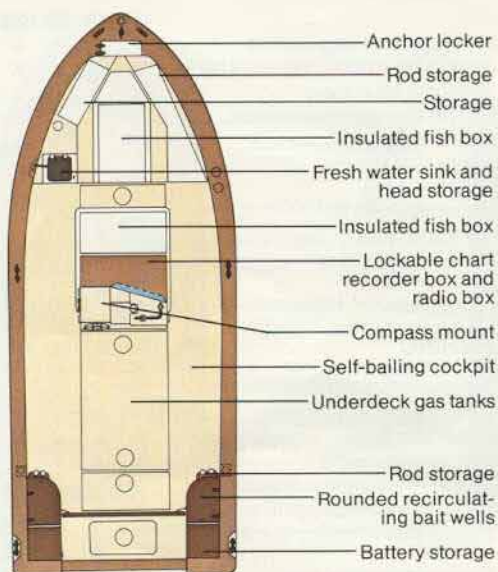 Anchor locker
Rod storage
Storage
Insulated fish box
Fresh water sink and
head storage
Insulated fish box
Lockable chart
recorder box and
radio box
Compass mount
Self-bailing cockpit
Underdeck gas tanks
Rod storage
Rounded recirculat-
ing bait wells
Battery storage